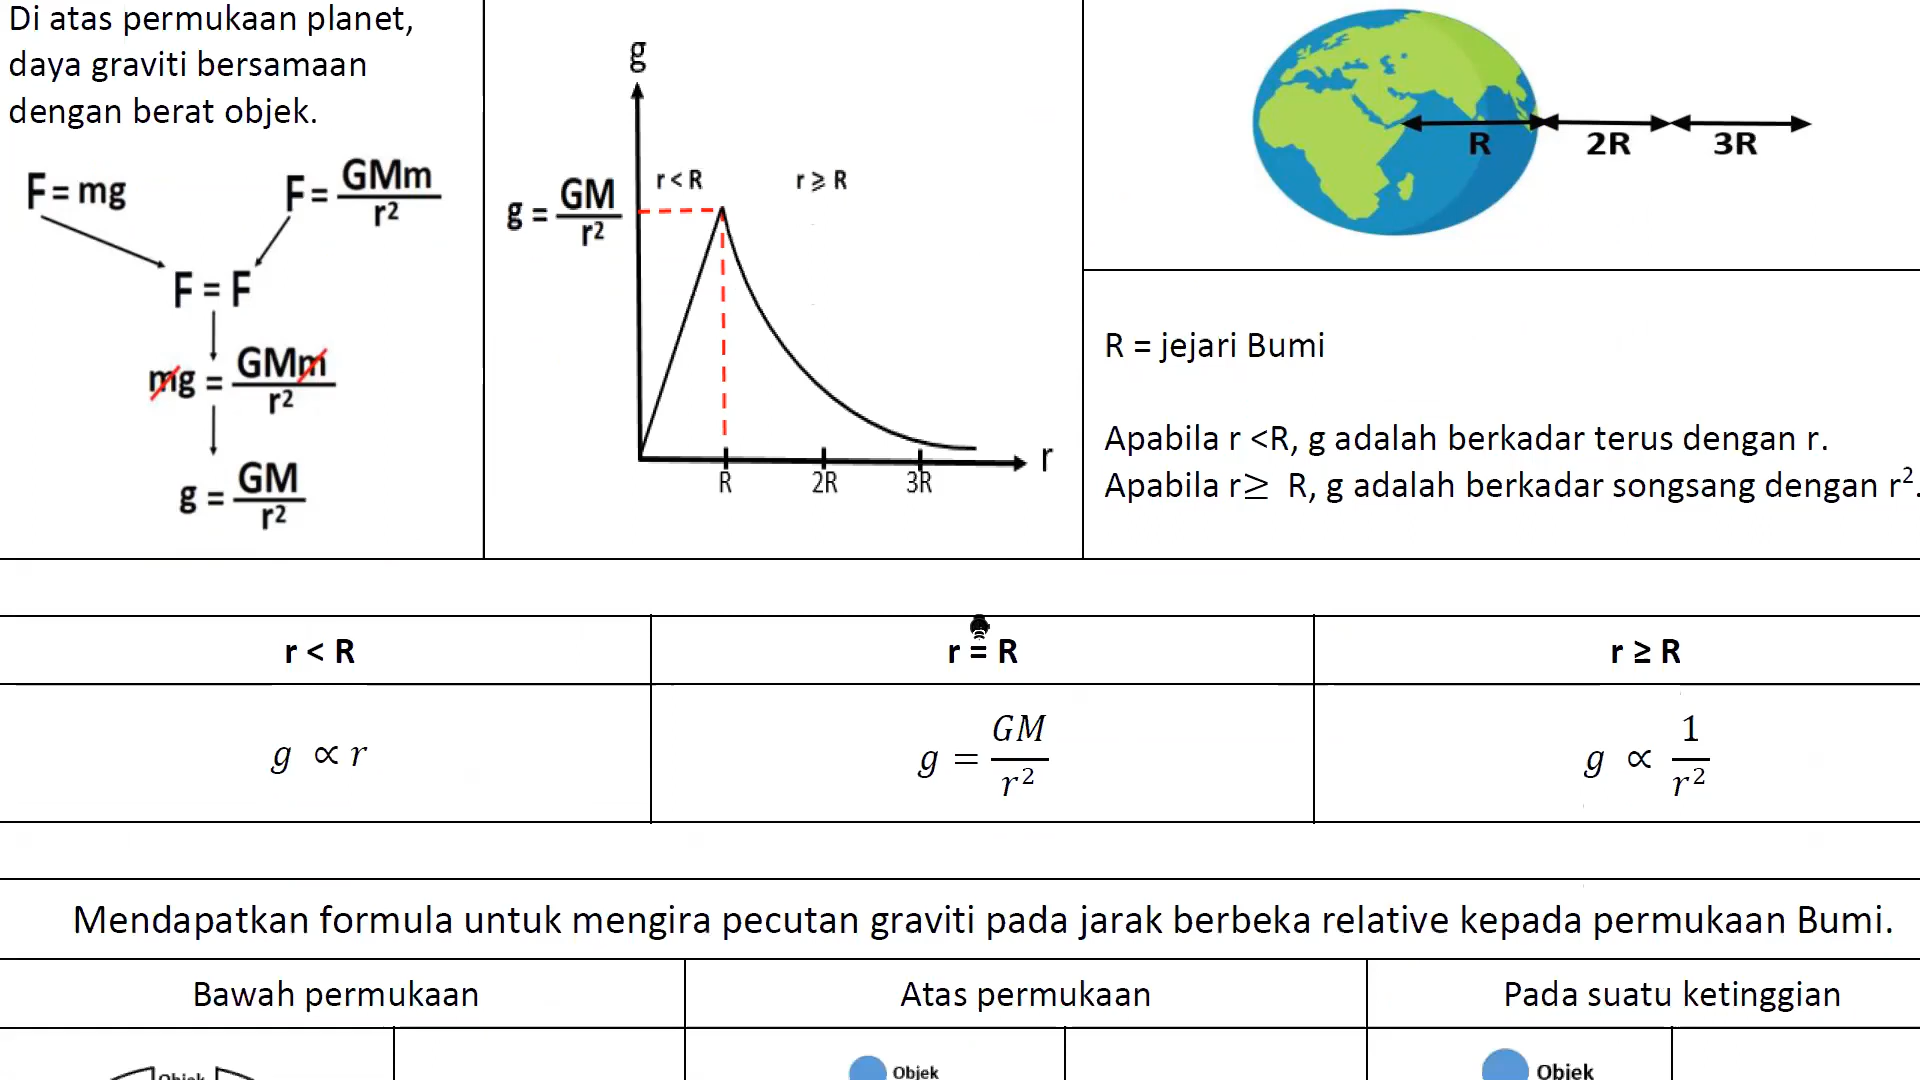 Di atas permukaan planet,
daya graviti bersamaan
dengan berat objek.
F = mg
F = GMm / r²
F = F
mg = GMm / r²
g = GM / r²
g
r < R
r ⩾ R
g = GM / r²
r
R
2R
3R
R
2R
3R
R = jejari Bumi
Apabila r <R, g adalah berkadar terus dengan r.
Apabila r≥ R, g adalah berkadar songsang dengan r².
r < R
r = R
r ≥ R
g ∝ r
g = GM / r²
g ∝ 1 / r²
Mendapatkan formula untuk mengira pecutan graviti pada jarak berbeka relative kepada permukaan Bumi.
Bawah permukaan
Atas permukaan
Pada suatu ketinggian
Objek
Objek
Objek